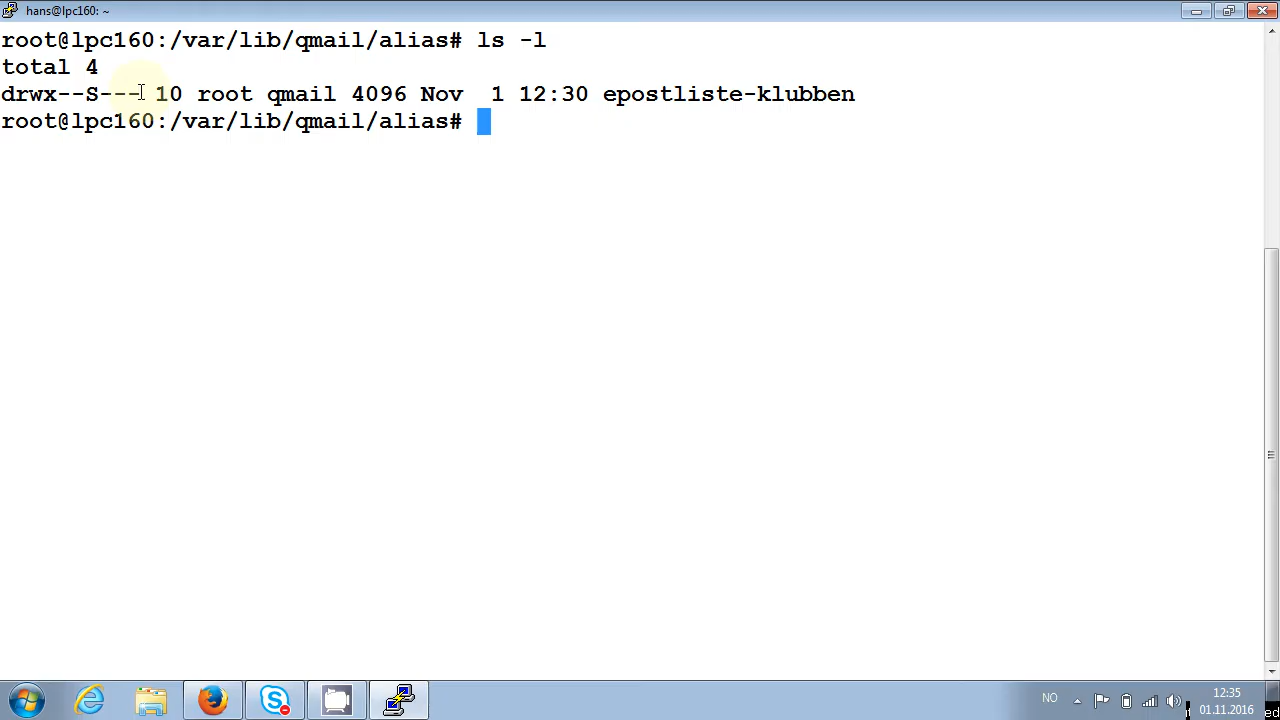 hans@lpc160: ~
root@lpc160:/var/lib/qmail/alias# ls -l
total 4
drwx--S--- 10 root qmail 4096 Nov  1 12:30 epostliste-klubben
root@lpc160:/var/lib/qmail/alias#
NO
12:35
01.11.2016